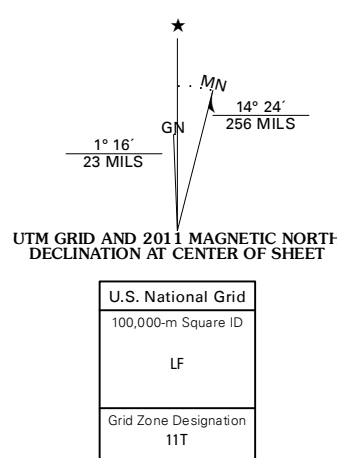 ★
MN
GN
14° 24´
256 MILS
1° 16´
23 MILS
UTM GRID AND 2011 MAGNETIC NORTH
DECLINATION AT CENTER OF SHEET
U.S. National Grid
100,000-m Square ID
LF
Grid Zone Designation
11T